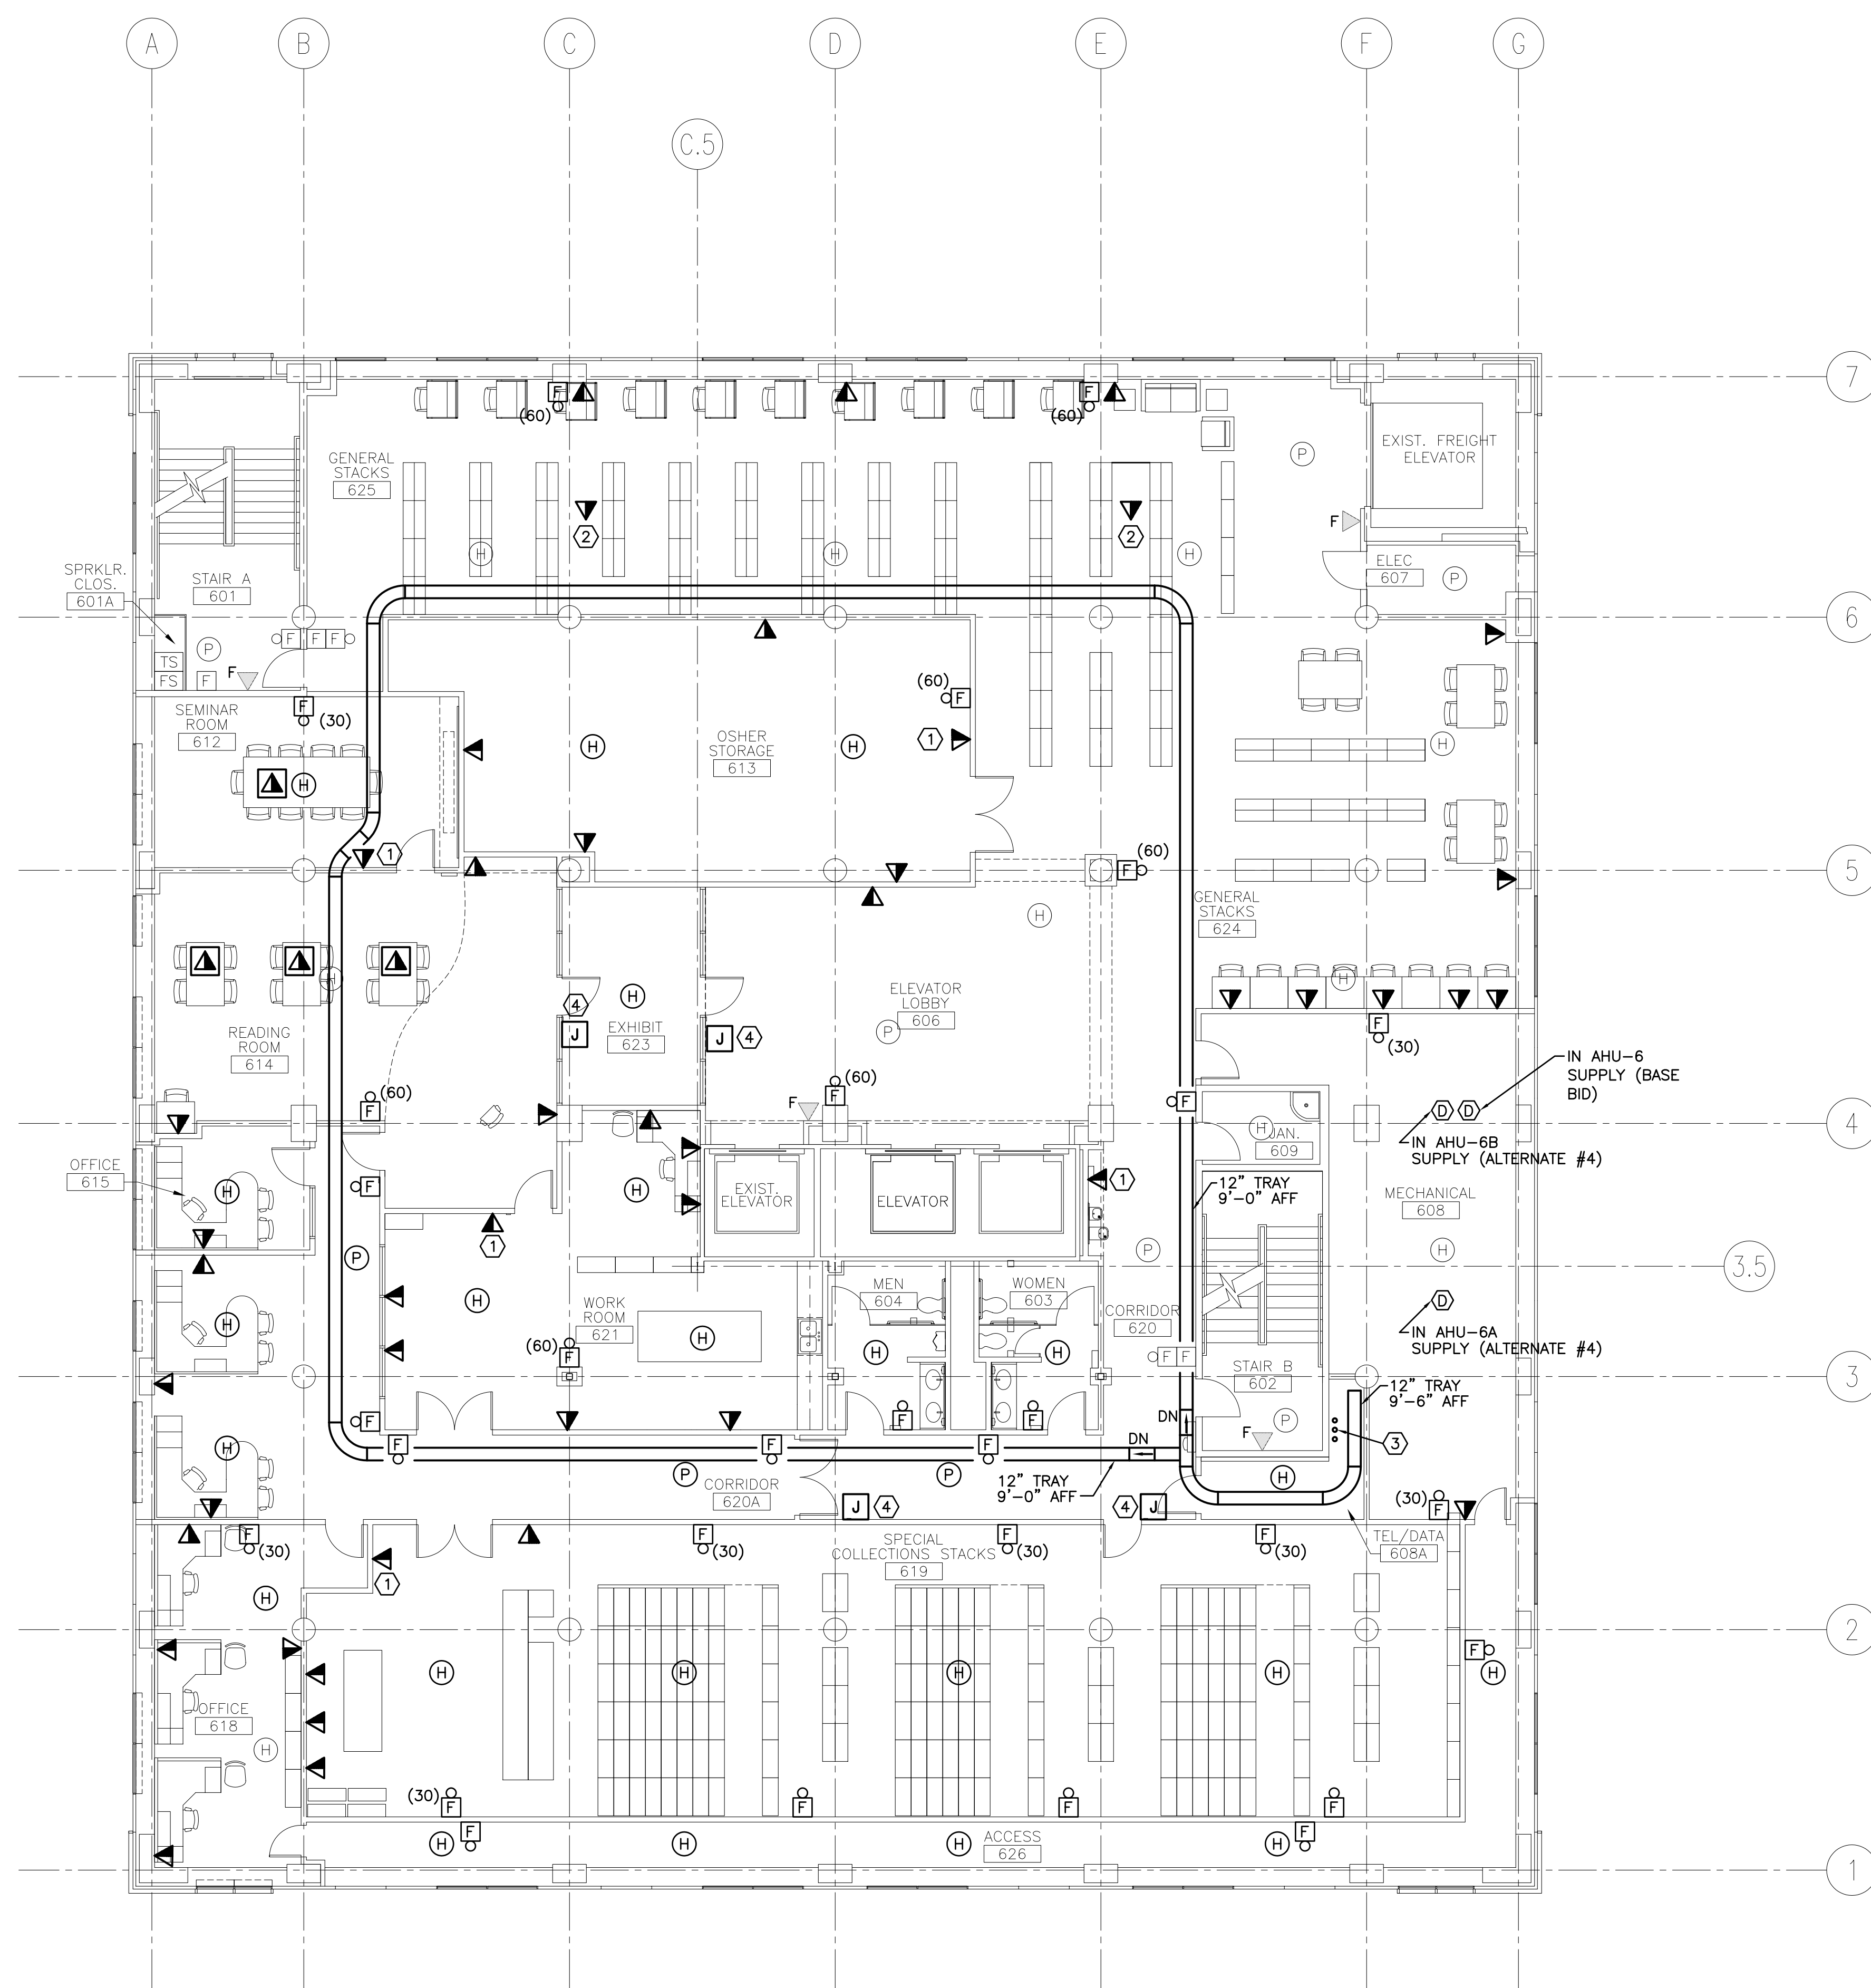 A B C D E F G
C.5
7
F
(60)
F
(60)
P
EXIST. FREIGHT
ELEVATOR
GENERAL
STACKS
625
2
2
F
H
H
H
ELEC
607
P
SPRKLR.
CLOS.
601A
STAIR A
601
6
F F F
P
TS
FS
F
F
F
(30)
SEMINAR
ROOM
612
H
(60)
F
H
OSHER
STORAGE
613
H
1
H
1
(60)
F
5
H
GENERAL
STACKS
624
H
H
ELEVATOR
LOBBY
606
P
4
J
H
EXHIBIT
623
J
4
READING
ROOM
614
F
(30)
IN AHU-6
SUPPLY (BASE
BID)
(60)
F
(60)
F
F
F
D D
4
H
JAN.
609
IN AHU-6B
SUPPLY (ALTERNATE #4)
OFFICE
615
H
F
H
EXIST.
ELEVATOR
ELEVATOR
1
12" TRAY
9'-0" AFF
MECHANICAL
608
1
P
P
H
3.5
H
H
WORK
ROOM
621
H
MEN
604
WOMEN
603
CORRIDOR
620
D
IN AHU-6A
SUPPLY (ALTERNATE #4)
(60)
F
H
H
F F
STAIR B
602
3
12" TRAY
9'-6" AFF
F
F
F
DN
P
F
3
H
F
F
F
DN
P
CORRIDOR
620A
P
12" TRAY
9'-0" AFF
H
J
4
4
J
(30)
F
F
(30)
F
(30)
SPECIAL
COLLECTIONS STACKS
619
F
(30)
F
(30)
TEL/DATA
608A
H
1
2
F
H
H
H
H
H
OFFICE
618
H
(30)
F
F
F
F
F
H
H
H
ACCESS
626
H
F
1